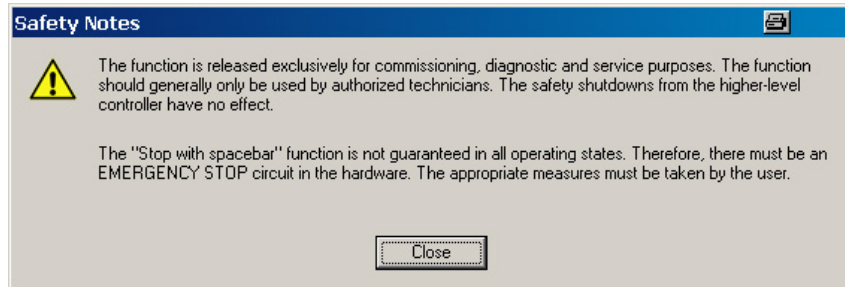 Safety Notes
The function is released exclusively for commissioning, diagnostic and service purposes. The function
should generally only be used by authorized technicians. The safety shutdowns from the higher-level
controller have no effect.
The "Stop with spacebar" function is not guaranteed in all operating states. Therefore, there must be an
EMERGENCY STOP circuit in the hardware. The appropriate measures must be taken by the user.
Close